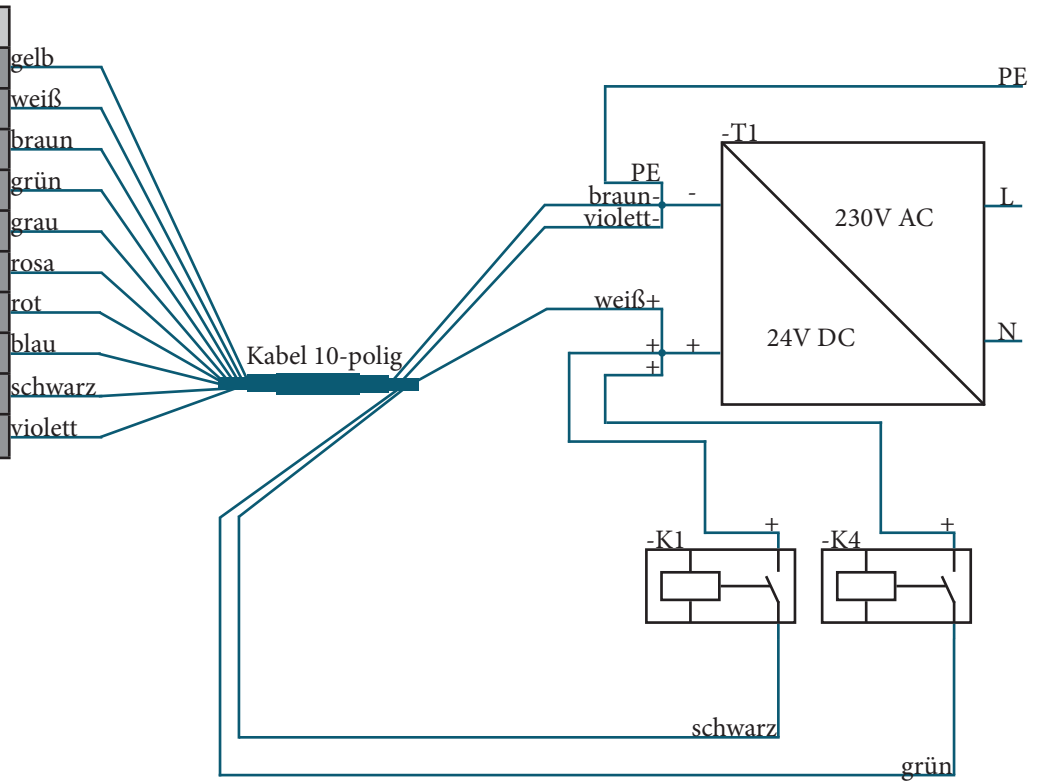 gelb
weiß
braun
grün
grau
rosa
rot
blau
schwarz
violett
Kabel 10-polig
PE
-T1
PE
braun-
violett-
-
230V AC
L
weiß+
+
+
+
24V DC
N
-K1
+
-K4
+
schwarz
grün